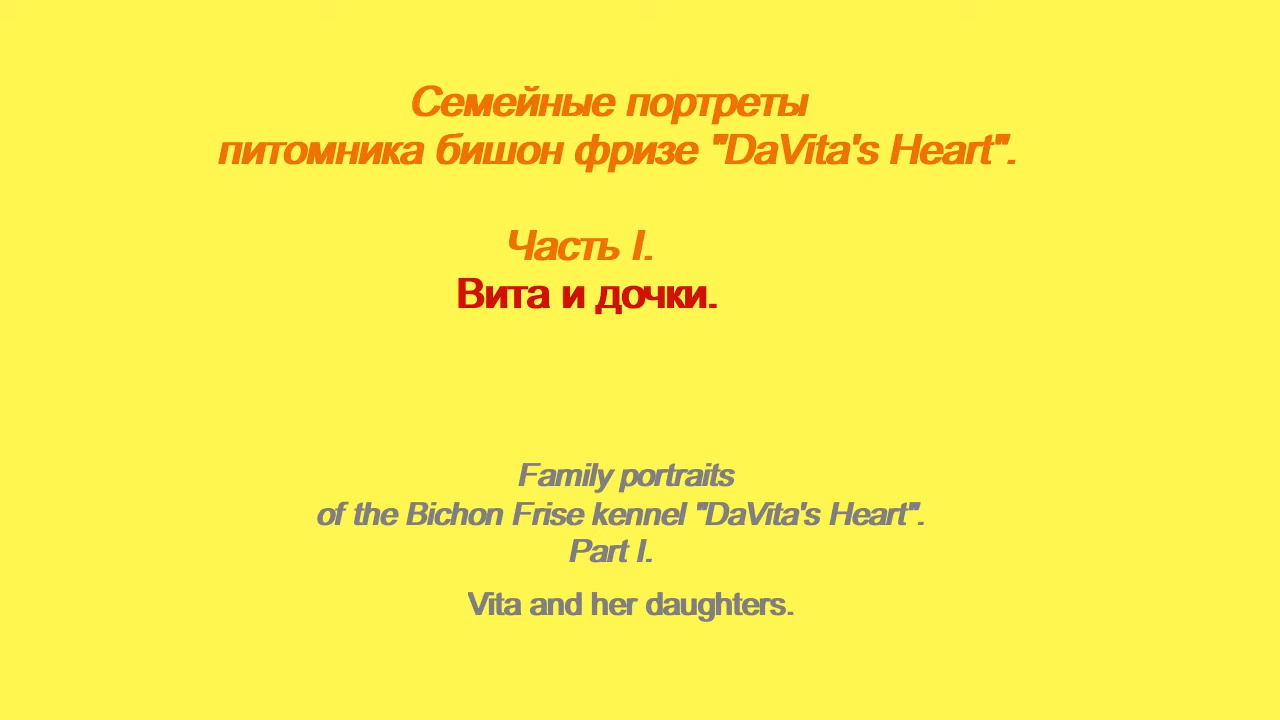 Семейные портреты
питомника бишон фризе "DaVita's Heart".
Часть I.
Вита и дочки.
Family portraits
of the Bichon Frise kennel "DaVita's Heart".
Part I.
Vita and her daughters.